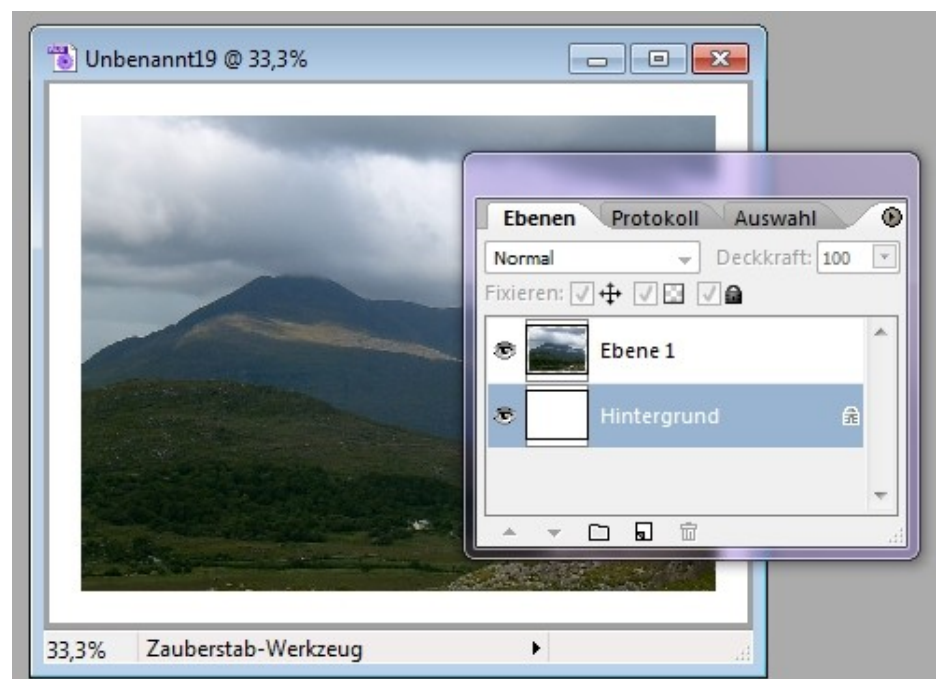 Unbenannt19 @ 33,3%
Ebenen Protokoll Auswahl
Normal Deckkraft: 100
Fixieren:
Ebene 1
Hintergrund
33,3% Zauberstab-Werkzeug